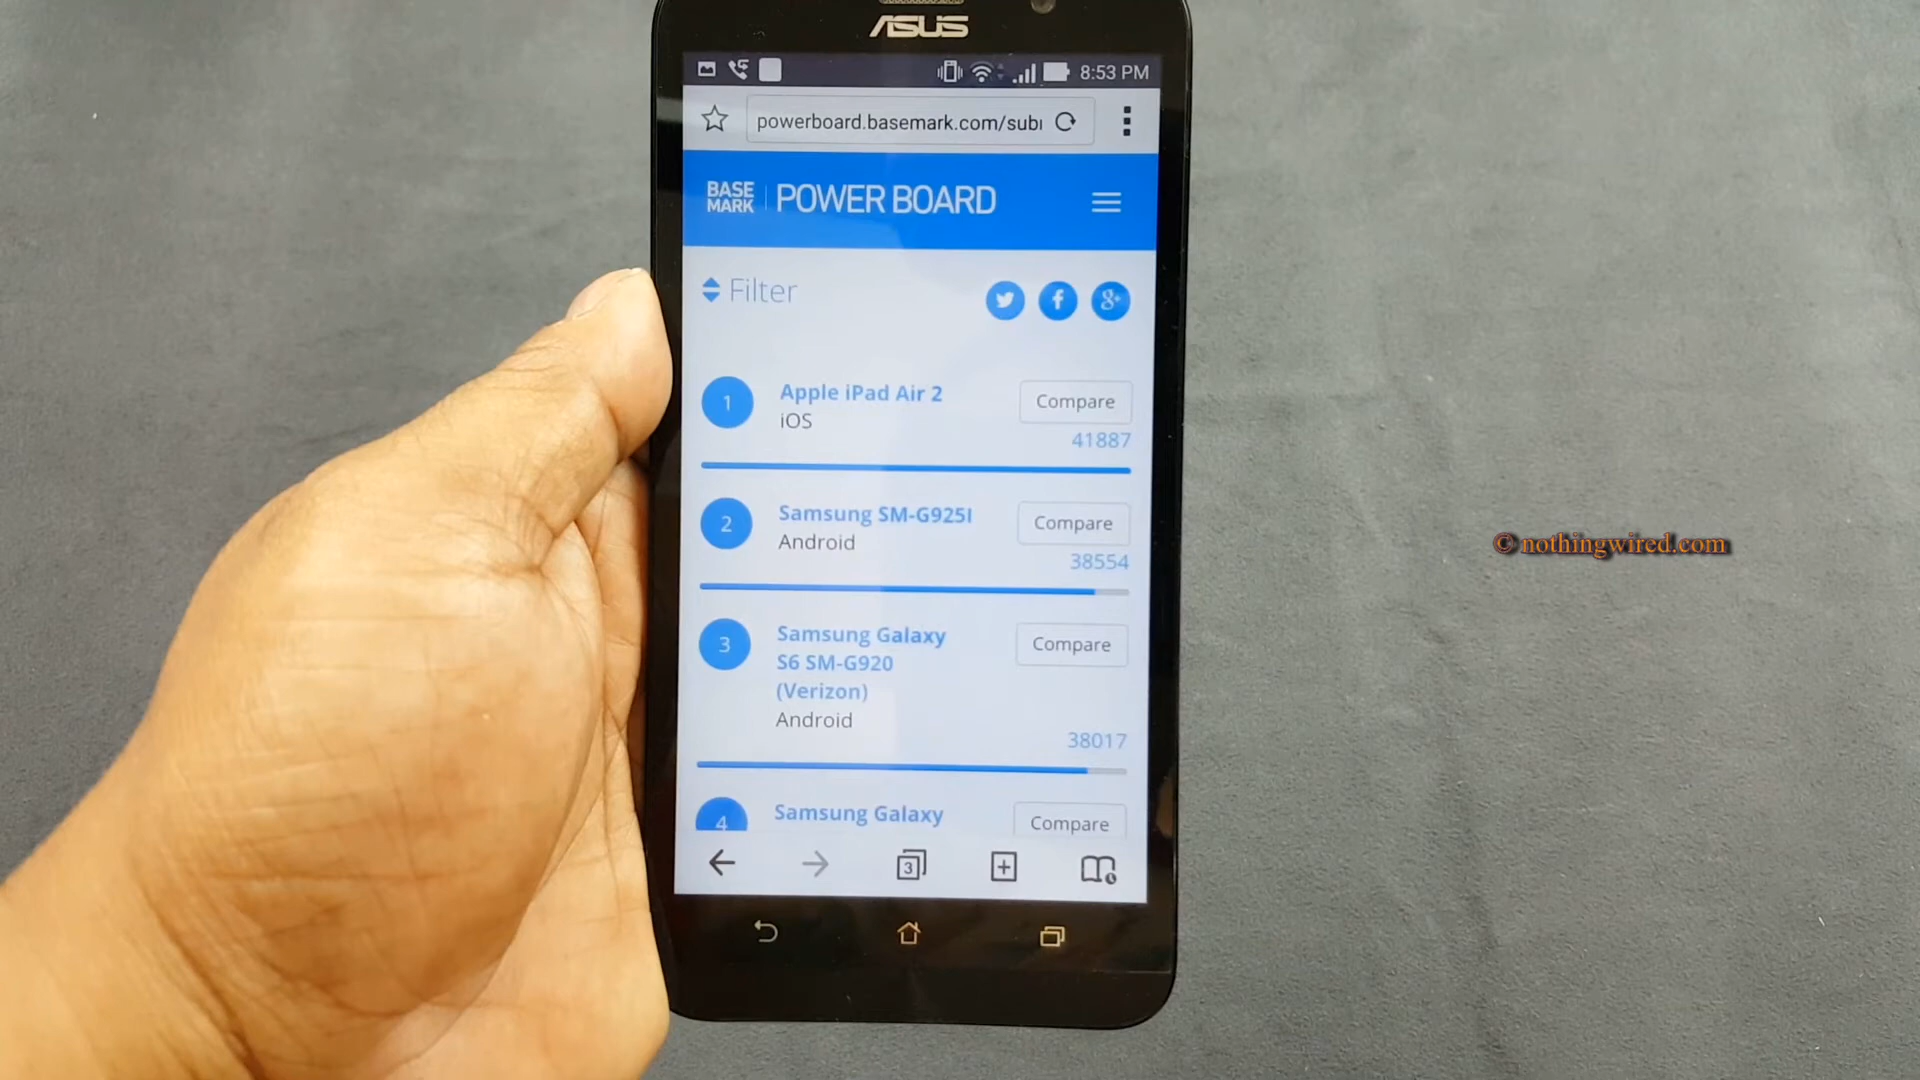 ASUS
8:53 PM
powerboard.basemark.com/sub
BASE MARK | POWER BOARD
Filter
1
Apple iPad Air 2
Compare
iOS
41887
2
Samsung SM-G925I
Compare
Android
38554
3
Samsung Galaxy
Compare
S6 SM-G920
(Verizon)
Android
38017
4
Samsung Galaxy
Compare
3
© nothingwired.com